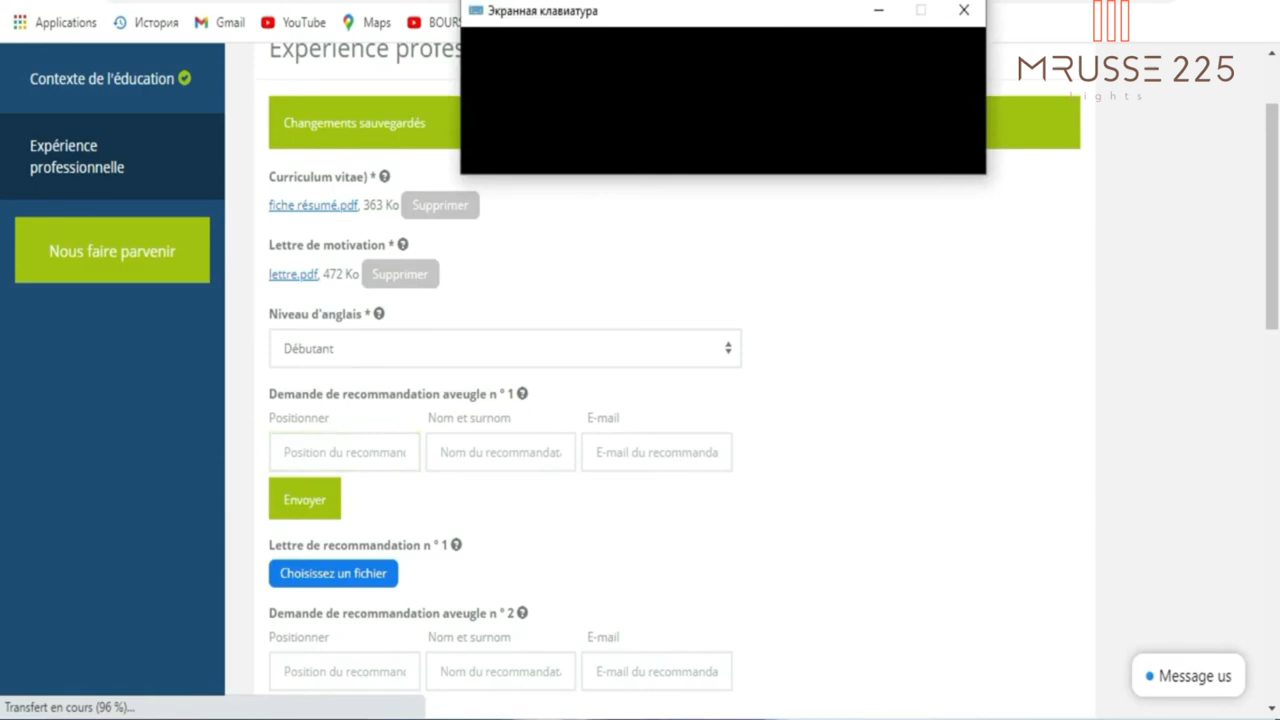 Экранная клавиатура
Applications История Gmail YouTube Maps
MRUSSE 225
Lights
Expérience
Contexte de l'éducation
Expérience
professionnelle
Nous faire parvenir
Changements sauvegardés
Curriculum vitae) *
fiche résumé.pdf, 363 Ko Supprimer
Lettre de motivation *
lettre.pdf, 472 Ko Supprimer
Niveau d'anglais *
Débutant
Demande de recommandation aveugle n ° 1
Positionner Nom et surnom E-mail
Position du recomman Nom du recommandat E-mail du recommanda
Envoyer
Lettre de recommandation n ° 1
Choisissez un fichier
Demande de recommandation aveugle n ° 2
Positionner Nom et surnom E-mail
Position du recomman Nom du recommandat E-mail du recommanda
Message us
Transfert en cours (96 %)...